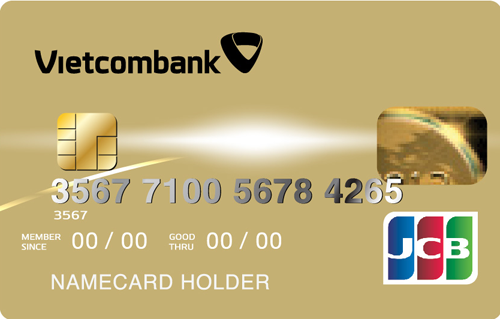 Vietcombank
3567 7100 5678 4265
3567
MEMBER SINCE 00 / 00 GOOD THRU 00 / 00
NAMECARD HOLDER
JCB